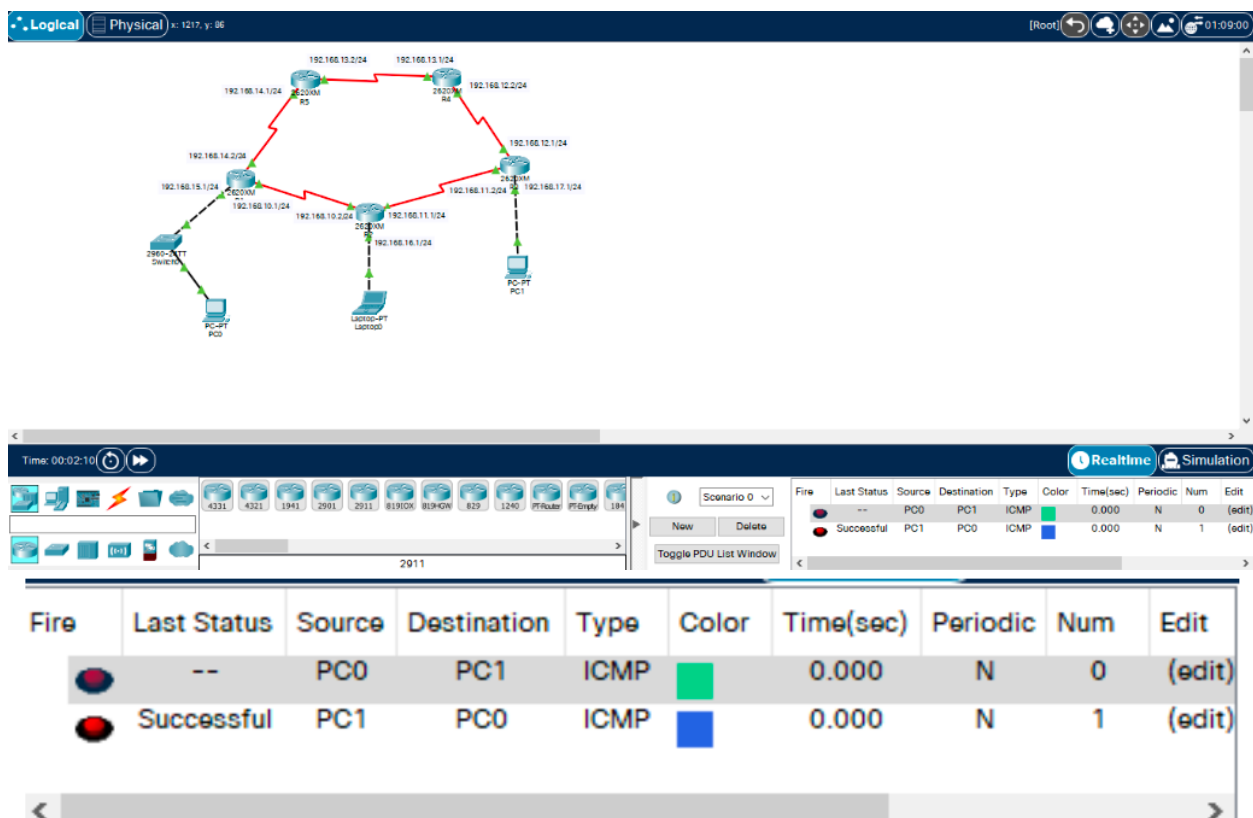 Logical Physical x: 1217, y: 86 [Root] 01:09:00
192.168.13.2/24 192.168.13.1/24
192.168.14.1/24 2620XM R5 2620XM R4 192.168.12.2/24
192.168.12.1/24
192.168.14.2/24
192.168.15.1/24 2620XM 2620XM 192.168.11.2/24 192.168.17.1/24
192.168.10.1/24 192.168.10.2/24 192.168.11.1/24
2620XM
192.168.16.1/24
2960-24TT
Switch0
PC-PT
PC1
Laptop-PT
Laptop0
PC-PT
PC0
Time: 00:02:10 Realtime Simulation
4331 4321 1941 2901 2911 819IOX 819HGW 829 1240 PT-Router PT-Empty 184
2911
Scenario 0
New Delete
Toggle PDU List Window
Fire Last Status Source Destination Type Color Time(sec) Periodic Num Edit
-- PC0 PC1 ICMP 0.000 N 0 (edit)
Successful PC1 PC0 ICMP 0.000 N 1 (edit)
Fire Last Status Source Destination Type Color Time(sec) Periodic Num Edit
-- PC0 PC1 ICMP 0.000 N 0 (edit)
Successful PC1 PC0 ICMP 0.000 N 1 (edit)